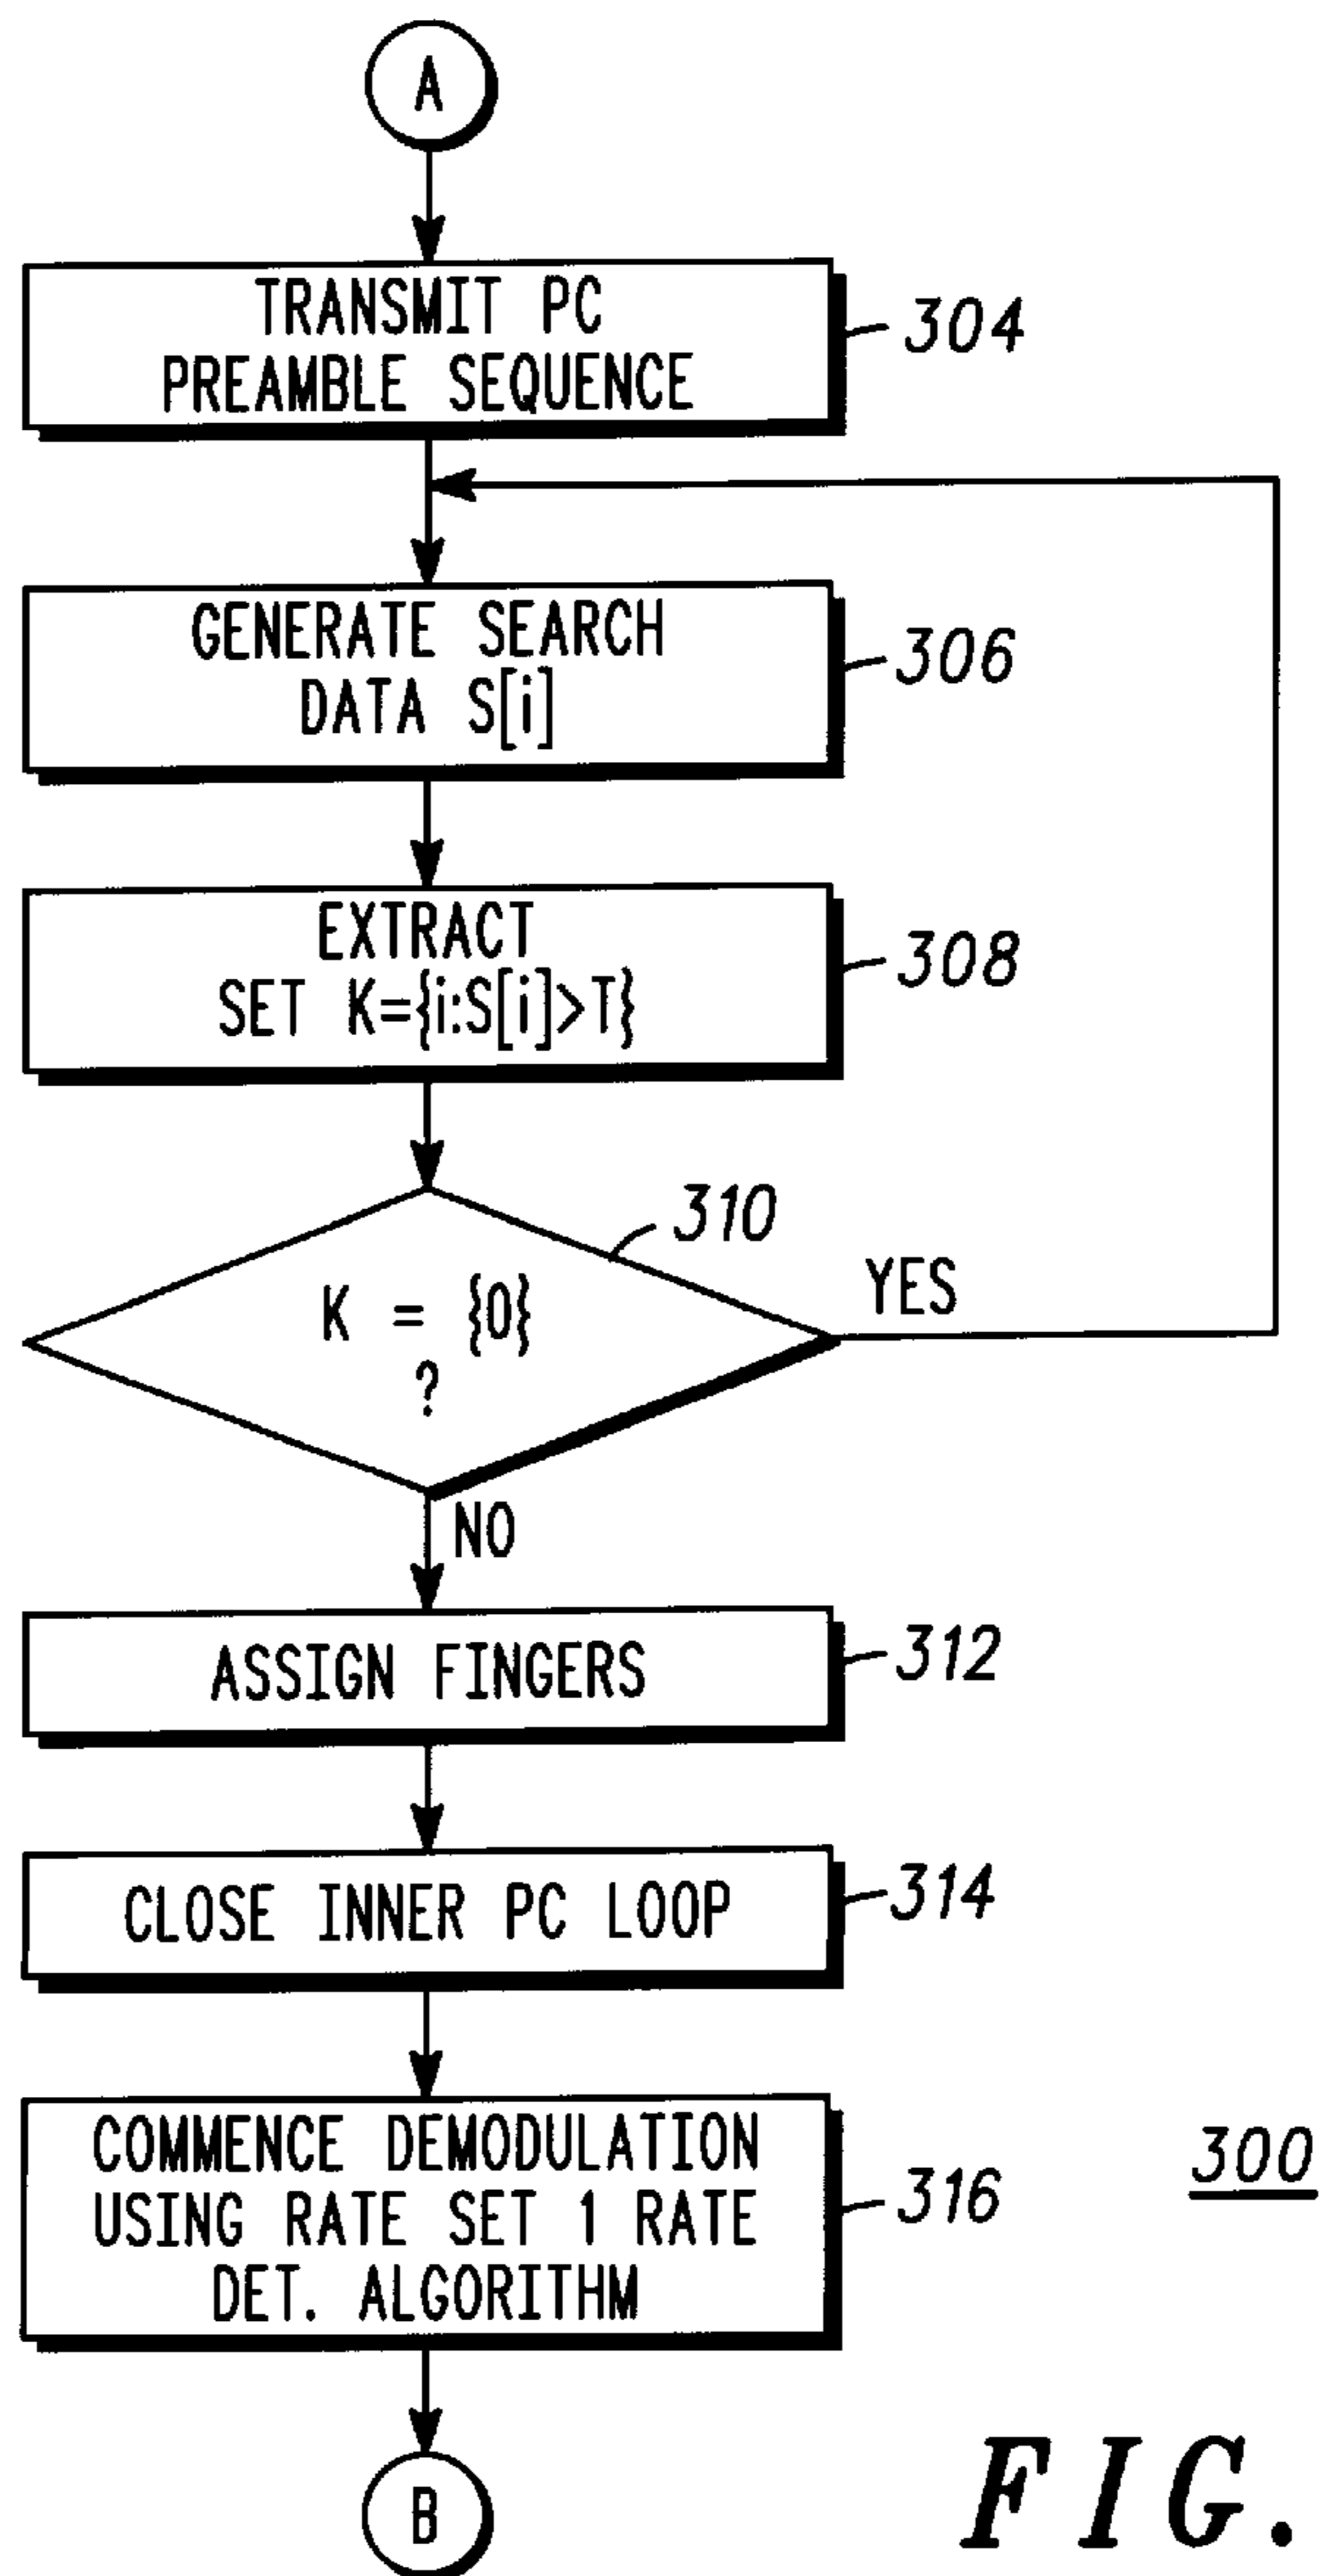 A
TRANSMIT PC
PREAMBLE SEQUENCE
304
GENERATE SEARCH
DATA S[i]
306
EXTRACT
SET K={i:S[i]>T}
308
310
K = {0}
?
YES
NO
ASSIGN FINGERS
312
CLOSE INNER PC LOOP
314
COMMENCE DEMODULATION
USING RATE SET 1 RATE
DET. ALGORITHM
316
300
B
FIG.